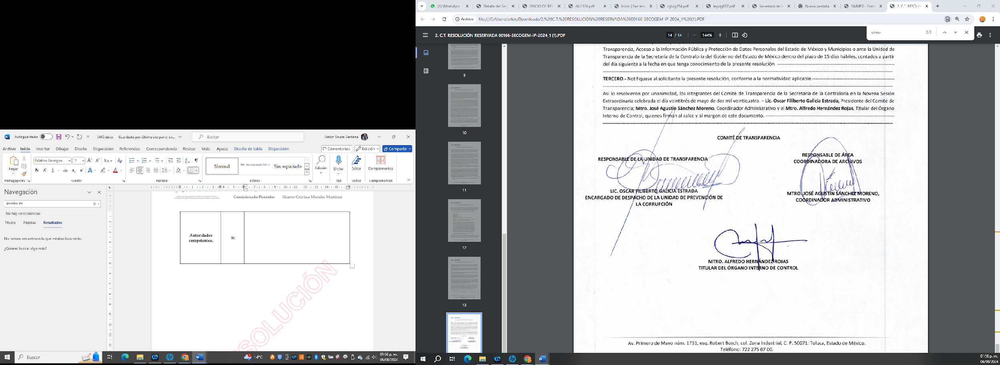 (1) WhatsApp
Detalle del Seg
OFICIO DE RES
dic2126.pdf
Inicio | Secreta
rglvig154.pdf
leyvig017.pdf
Secretaría de l
Nueva pestaña
SAIMEX - Siste
2. C.T. RESOLU
Archivo
file:///C:/Users/arkin/Downloads/2.%20C.T.%20RESOLUCIÓN%20RESERVADA%2000166-SECOGEM-IP-2024_1%20(1).PDF
cinco
3/3
2. C.T. RESOLUCIÓN RESERVADA 00166-SECOGEM-IP-2024_1 (1).PDF
14 / 14
144%
9
10
11
12
13
Transparencia, Acceso a la Información Pública y Protección de Datos Personales del Estado de México y Municipios o ante la Unidad de
Transparencia de la Secretaría de la Contraloría del Gobierno del Estado de México dentro del plazo de 15 días hábiles, contados a partir
del día siguiente a la fecha en que tenga conocimiento de la presente resolución.
TERCERO.- Notifíquese al solicitante la presente resolución, conforme a la normatividad aplicable.
Así lo resolvieron por unanimidad, los integrantes del Comité de Transparencia de la Secretaría de la Contraloría en la Novena Sesión
Extraordinaria celebrada el día veintitrés de mayo de dos mil veinticuatro. – Lic. Oscar Filiberto Galicia Estrada, Presidente del Comité de
Transparencia; Mtro. José Agustín Sánchez Moreno, Coordinador Administrativo y el Mtro. Alfredo Hernández Rojas, Titular del Órgano
Interno de Control, quienes firman al calce y al margen de este documento.
COMITÉ DE TRANSPARENCIA
RESPONSABLE DE LA UNIDAD DE TRANSPARENCIA
RESPONSABLE DE ÁREA
COORDINADORA DE ARCHIVOS
LIC. OSCAR FILIBERTO GALICIA ESTRADA
ENCARGADO DE DESPACHO DE LA UNIDAD DE PREVENCIÓN DE
LA CORRUPCIÓN
MTRO. JOSÉ AGUSTÍN SÁNCHEZ MORENO,
COORDINADOR ADMINISTRATIVO
MTRO. ALFREDO HERNÁNDEZ ROJAS
TITULAR DEL ÓRGANO INTERNO DE CONTROL
Av. Primero de Mayo núm. 1731, esq. Robert Bosch, col. Zona Industrial, C. P. 50071, Toluca, Estado de México.
Teléfono: 722 275 67 00.
01:56 p. m.
06/08/2024
Autoguardado
3447.docx
Guardado por última vez por el us...
Buscar
Evelyn Souza Santana
Archivo Inicio Insertar Dibujar Diseño Disposición Referencias Correspondencia Revisar Vista Ayuda Diseño de tabla Disposición
Comentarios
Edición
Compartir
Pegar
Palatino Linotype
11
N K S ab
Normal
Sin espaciado
Edición
Dictar
Editor
Complementos
Portapapeles
Fuente
Párrafo
Estilos
Voz
Editor
Complementos
Navegación
prueba de
No hay coincidencias
Títulos Páginas Resultados
No hemos encontrado lo que estabas buscando.
¿Quieres buscar algo más?
Comisionado Ponente: Sharon Cristina Morales Martínez
Autoridades
competentes.
Sí
SOLUCIÓN
Buscar
14°C
01:56 p. m.
06/08/2024